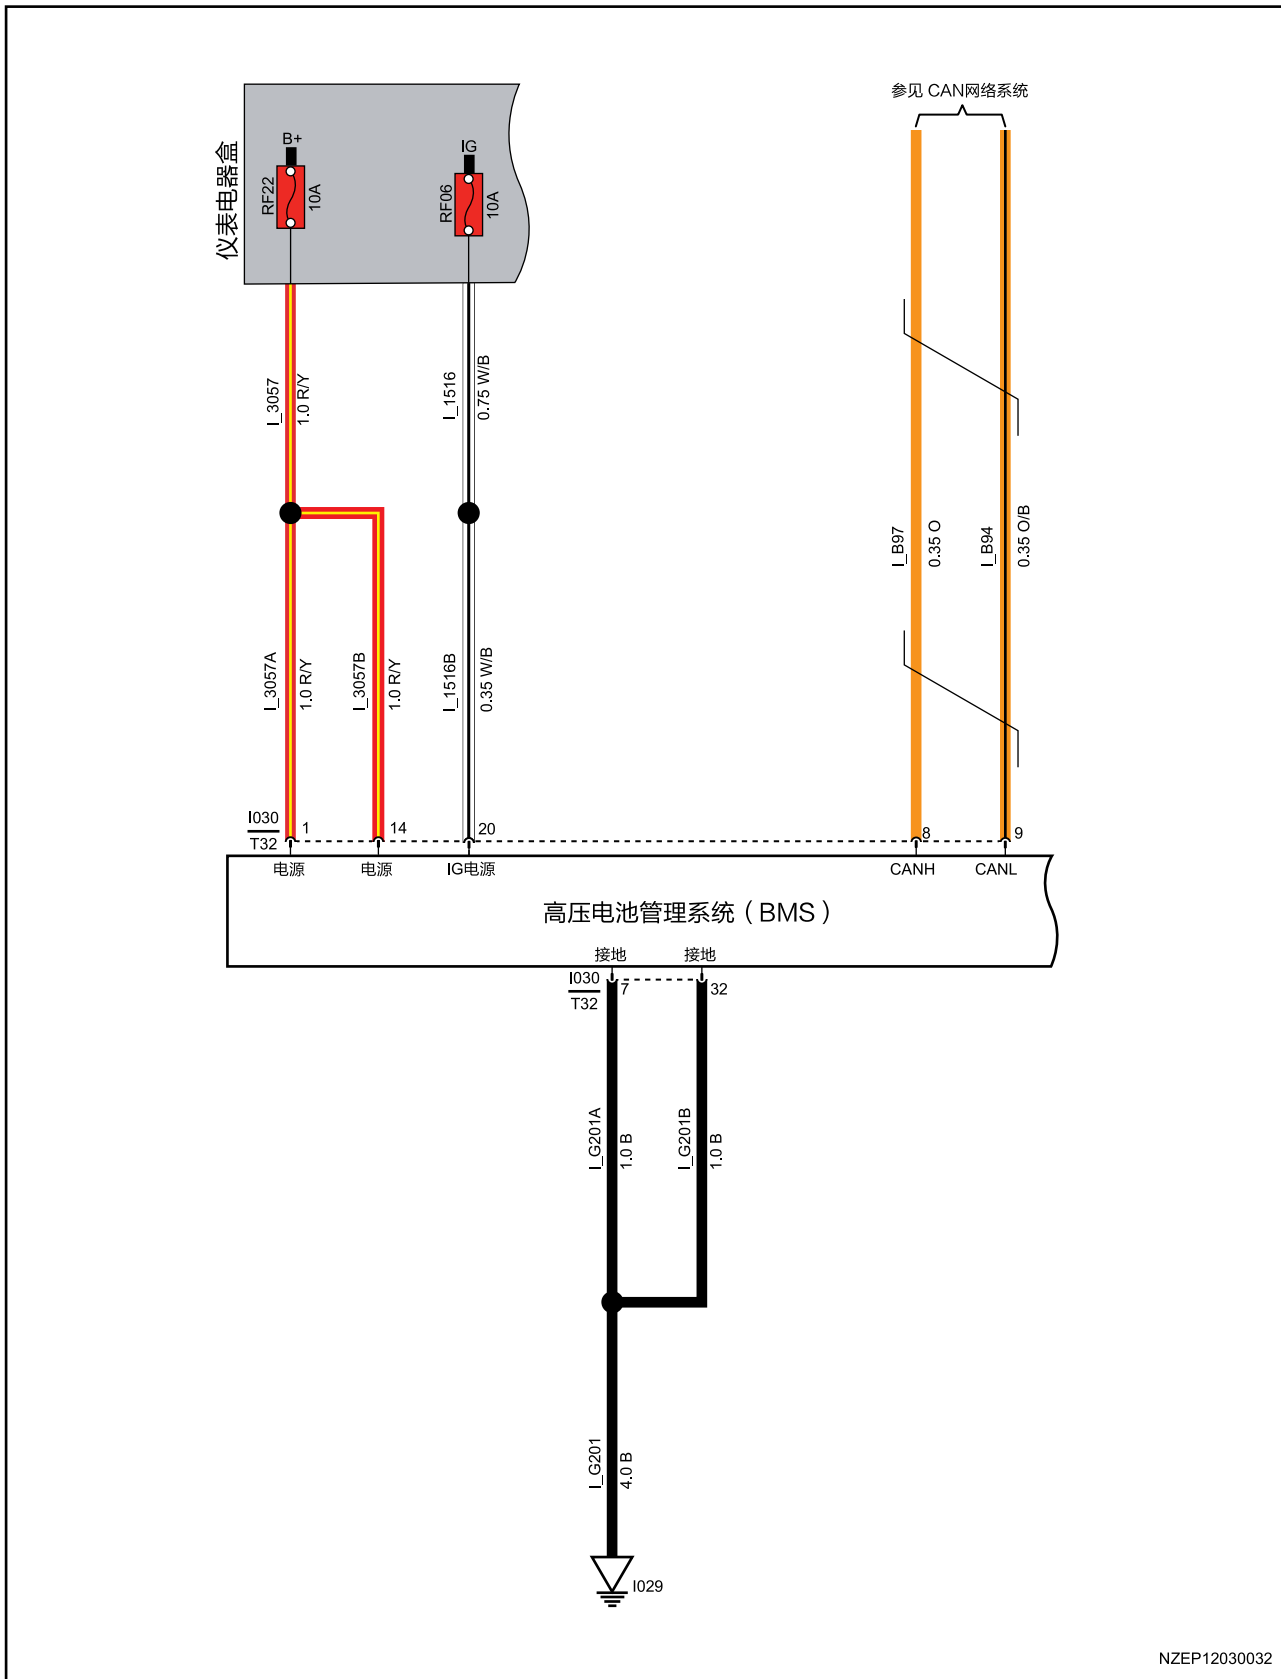 参见 CAN网络系统
仪表电器盒
B+
RF22
10A
IG
RF06
10A
I_3057
1.0 R/Y
I_1516
0.75 W/B
I_B97
0.35 O
I_B94
0.35 O/B
I_3057A
1.0 R/Y
I_3057B
1.0 R/Y
I_1516B
0.35 W/B
I030
T32
1
14
20
8
9
电源
电源
IG电源
CANH
CANL
高压电池管理系统（BMS）
接地
接地
I030
T32
7
32
I_G201A
1.0 B
I_G201B
1.0 B
I_G201
4.0 B
I029
NZEP12030032